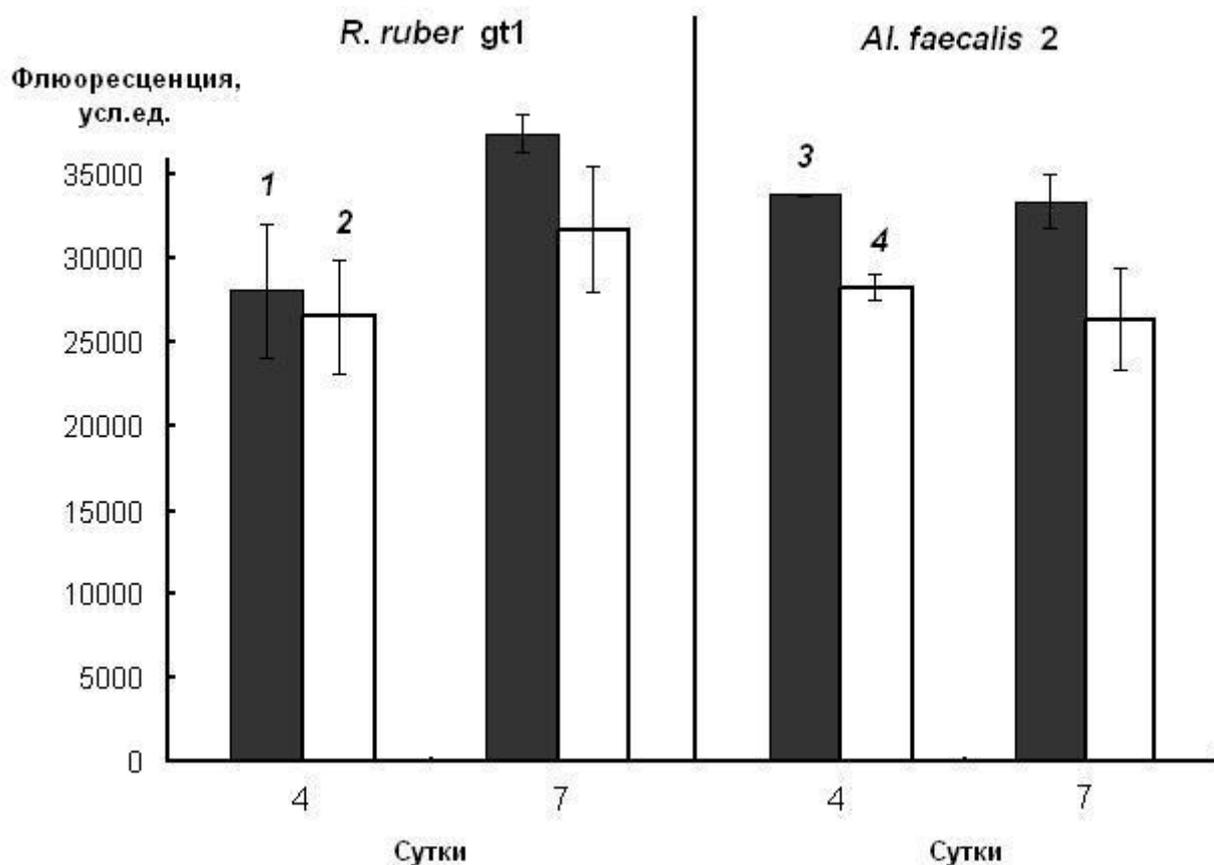 R. ruber gt1
Al. faecalis 2
Флюоресценция,
усл.ед.
35000
30000
25000
20000
15000
10000
5000
0
1
2
3
4
4
7
4
7
Сутки
Сутки